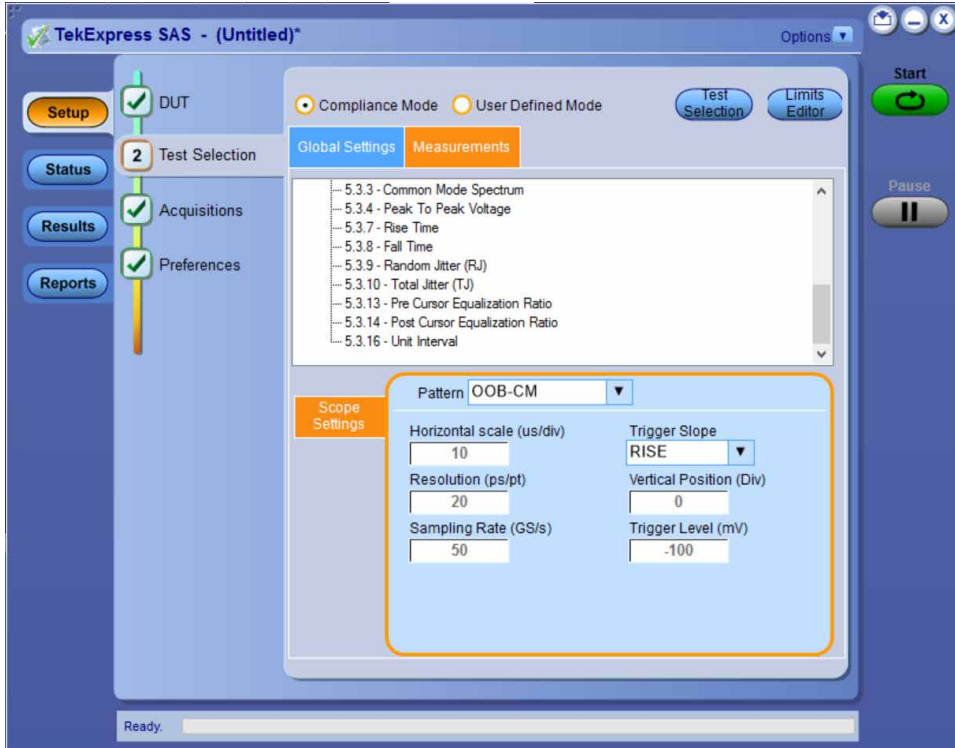 TekExpress SAS - (Untitled)*
Options
Start
Pause
Setup
Status
Results
Reports
DUT
2 Test Selection
Acquisitions
Preferences
Compliance Mode
User Defined Mode
Test Selection
Limits Editor
Global Settings
Measurements
5.3.3 - Common Mode Spectrum
5.3.4 - Peak To Peak Voltage
5.3.7 - Rise Time
5.3.8 - Fall Time
5.3.9 - Random Jitter (RJ)
5.3.10 - Total Jitter (TJ)
5.3.13 - Pre Cursor Equalization Ratio
5.3.14 - Post Cursor Equalization Ratio
5.3.16 - Unit Interval
Scope
Settings
Pattern OOB-CM
Horizontal scale (us/div)
10
Trigger Slope
RISE
Resolution (ps/pt)
20
Vertical Position (Div)
0
Sampling Rate (GS/s)
50
Trigger Level (mV)
-100
Ready.